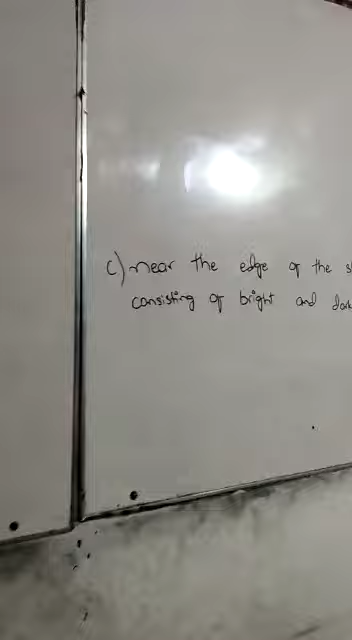 c) near the edge of the
consisting of bright and